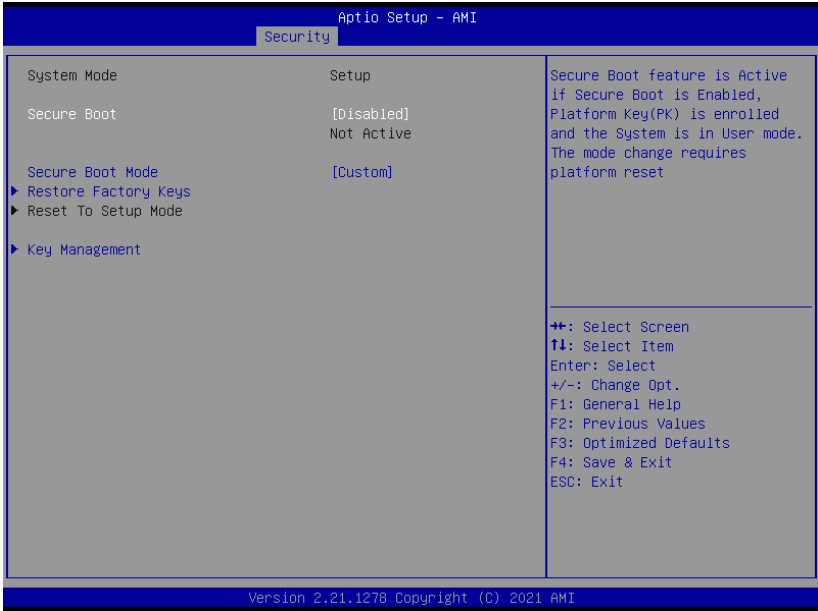 Aptio Setup – AMI
Security
System Mode Setup
Secure Boot [Disabled]
Not Active
Secure Boot Mode [Custom]
Restore Factory Keys
Reset To Setup Mode
Key Management
Secure Boot feature is Active
if Secure Boot is Enabled,
Platform Key(PK) is enrolled
and the System is in User mode.
The mode change requires
platform reset
→←: Select Screen
↑↓: Select Item
Enter: Select
+/-: Change Opt.
F1: General Help
F2: Previous Values
F3: Optimized Defaults
F4: Save & Exit
ESC: Exit
Version 2.21.1278 Copyright (C) 2021 AMI